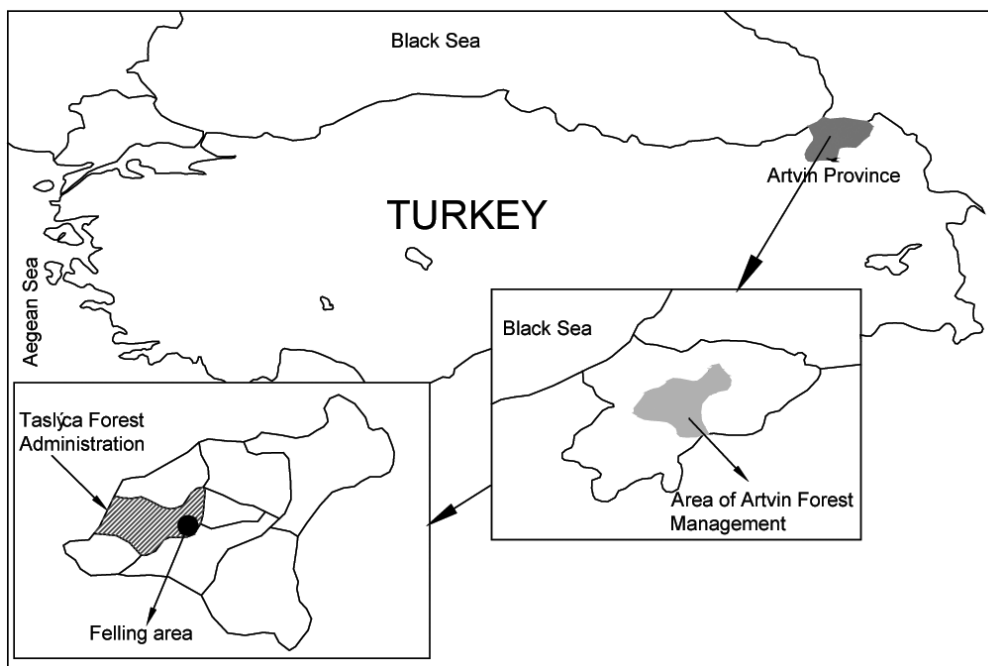 Black Sea
Artvin Province
TURKEY
Aegean Sea
Black Sea
Area of Artvin Forest
Management
Taslýca Forest
Administration
Felling area